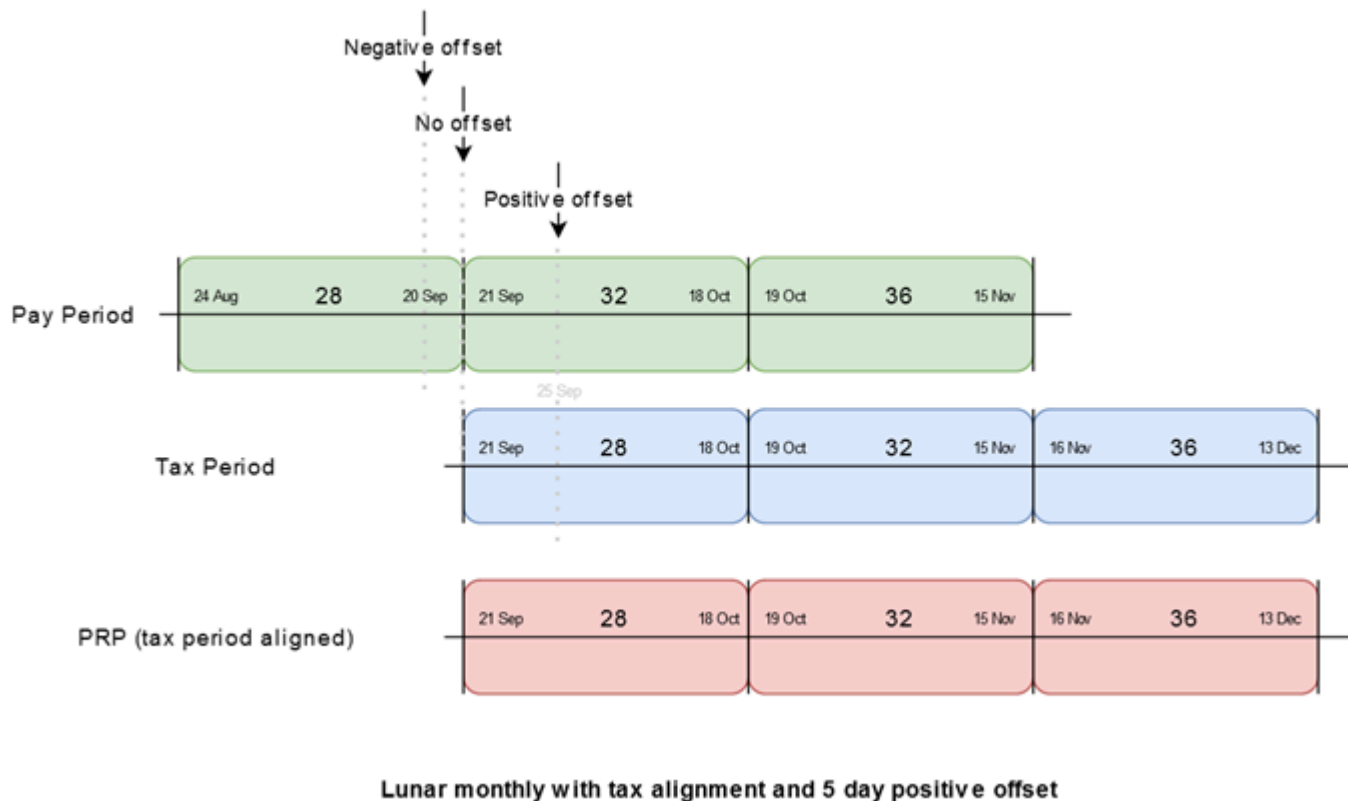 Negative offset
No offset
Positive offset
24 Aug 28 20 Sep 21 Sep 32 18 Oct 19 Oct 36 15 Nov
Pay Period
25 Sep
21 Sep 28 18 Oct 19 Oct 32 15 Nov 16 Nov 36 13 Dec
Tax Period
21 Sep 28 18 Oct 19 Oct 32 15 Nov 16 Nov 36 13 Dec
PRP (tax period aligned)
Lunar monthly with tax alignment and 5 day positive offset